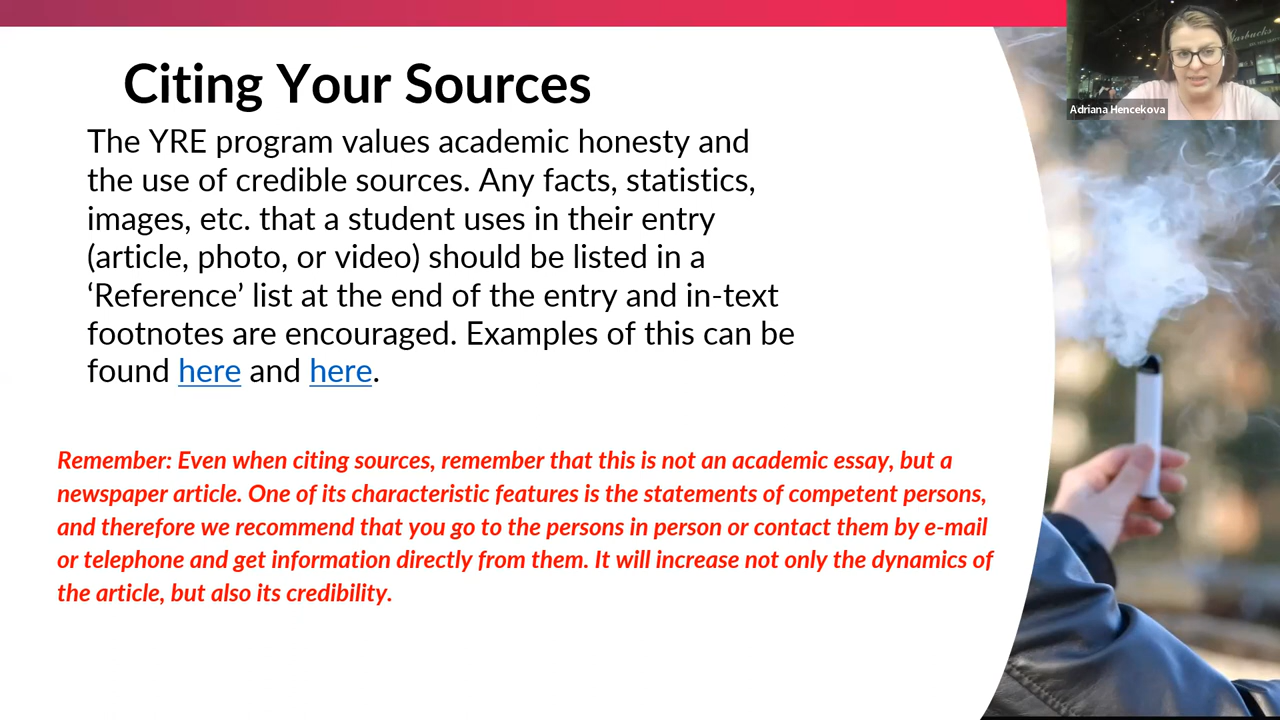 Citing Your Sources
The YRE program values academic honesty and
the use of credible sources. Any facts, statistics,
images, etc. that a student uses in their entry
(article, photo, or video) should be listed in a
‘Reference’ list at the end of the entry and in-text
footnotes are encouraged. Examples of this can be
found here and here.
Remember: Even when citing sources, remember that this is not an academic essay, but a
newspaper article. One of its characteristic features is the statements of competent persons,
and therefore we recommend that you go to the persons in person or contact them by e-mail
or telephone and get information directly from them. It will increase not only the dynamics of
the article, but also its credibility.
Adriana Hencekova